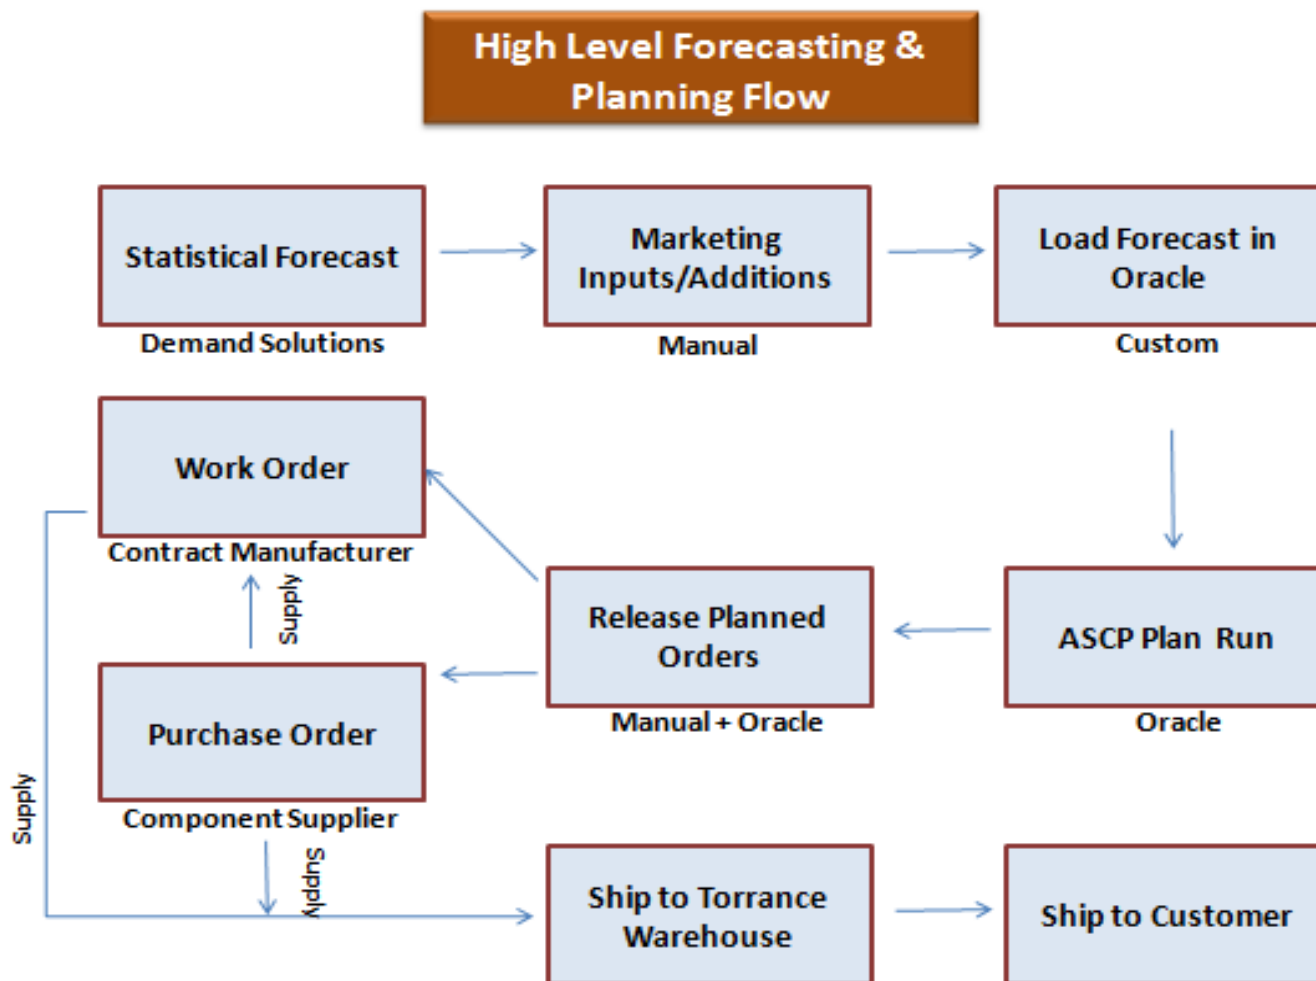 High Level Forecasting &
Planning Flow
Statistical Forecast
Demand Solutions
Marketing
Inputs/Additions
Manual
Load Forecast in
Oracle
Custom
Work Order
Contract Manufacturer
Supply
Release Planned
Orders
Manual + Oracle
ASCP Plan Run
Oracle
Purchase Order
Component Supplier
Supply
Supply
Ship to Torrance
Warehouse
Ship to Customer